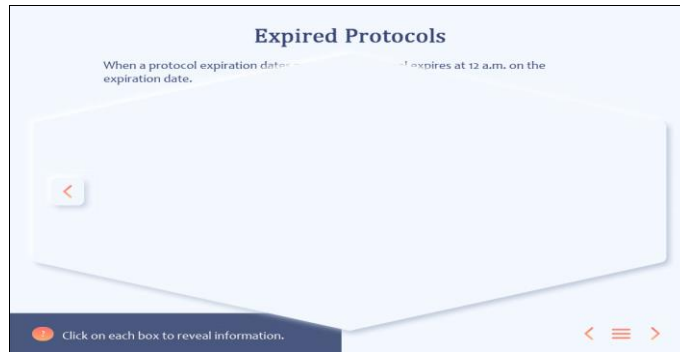 Expired Protocols
When a protocol expiration expires at 12 a.m. on the
expiration date.
Click on each box to reveal information.